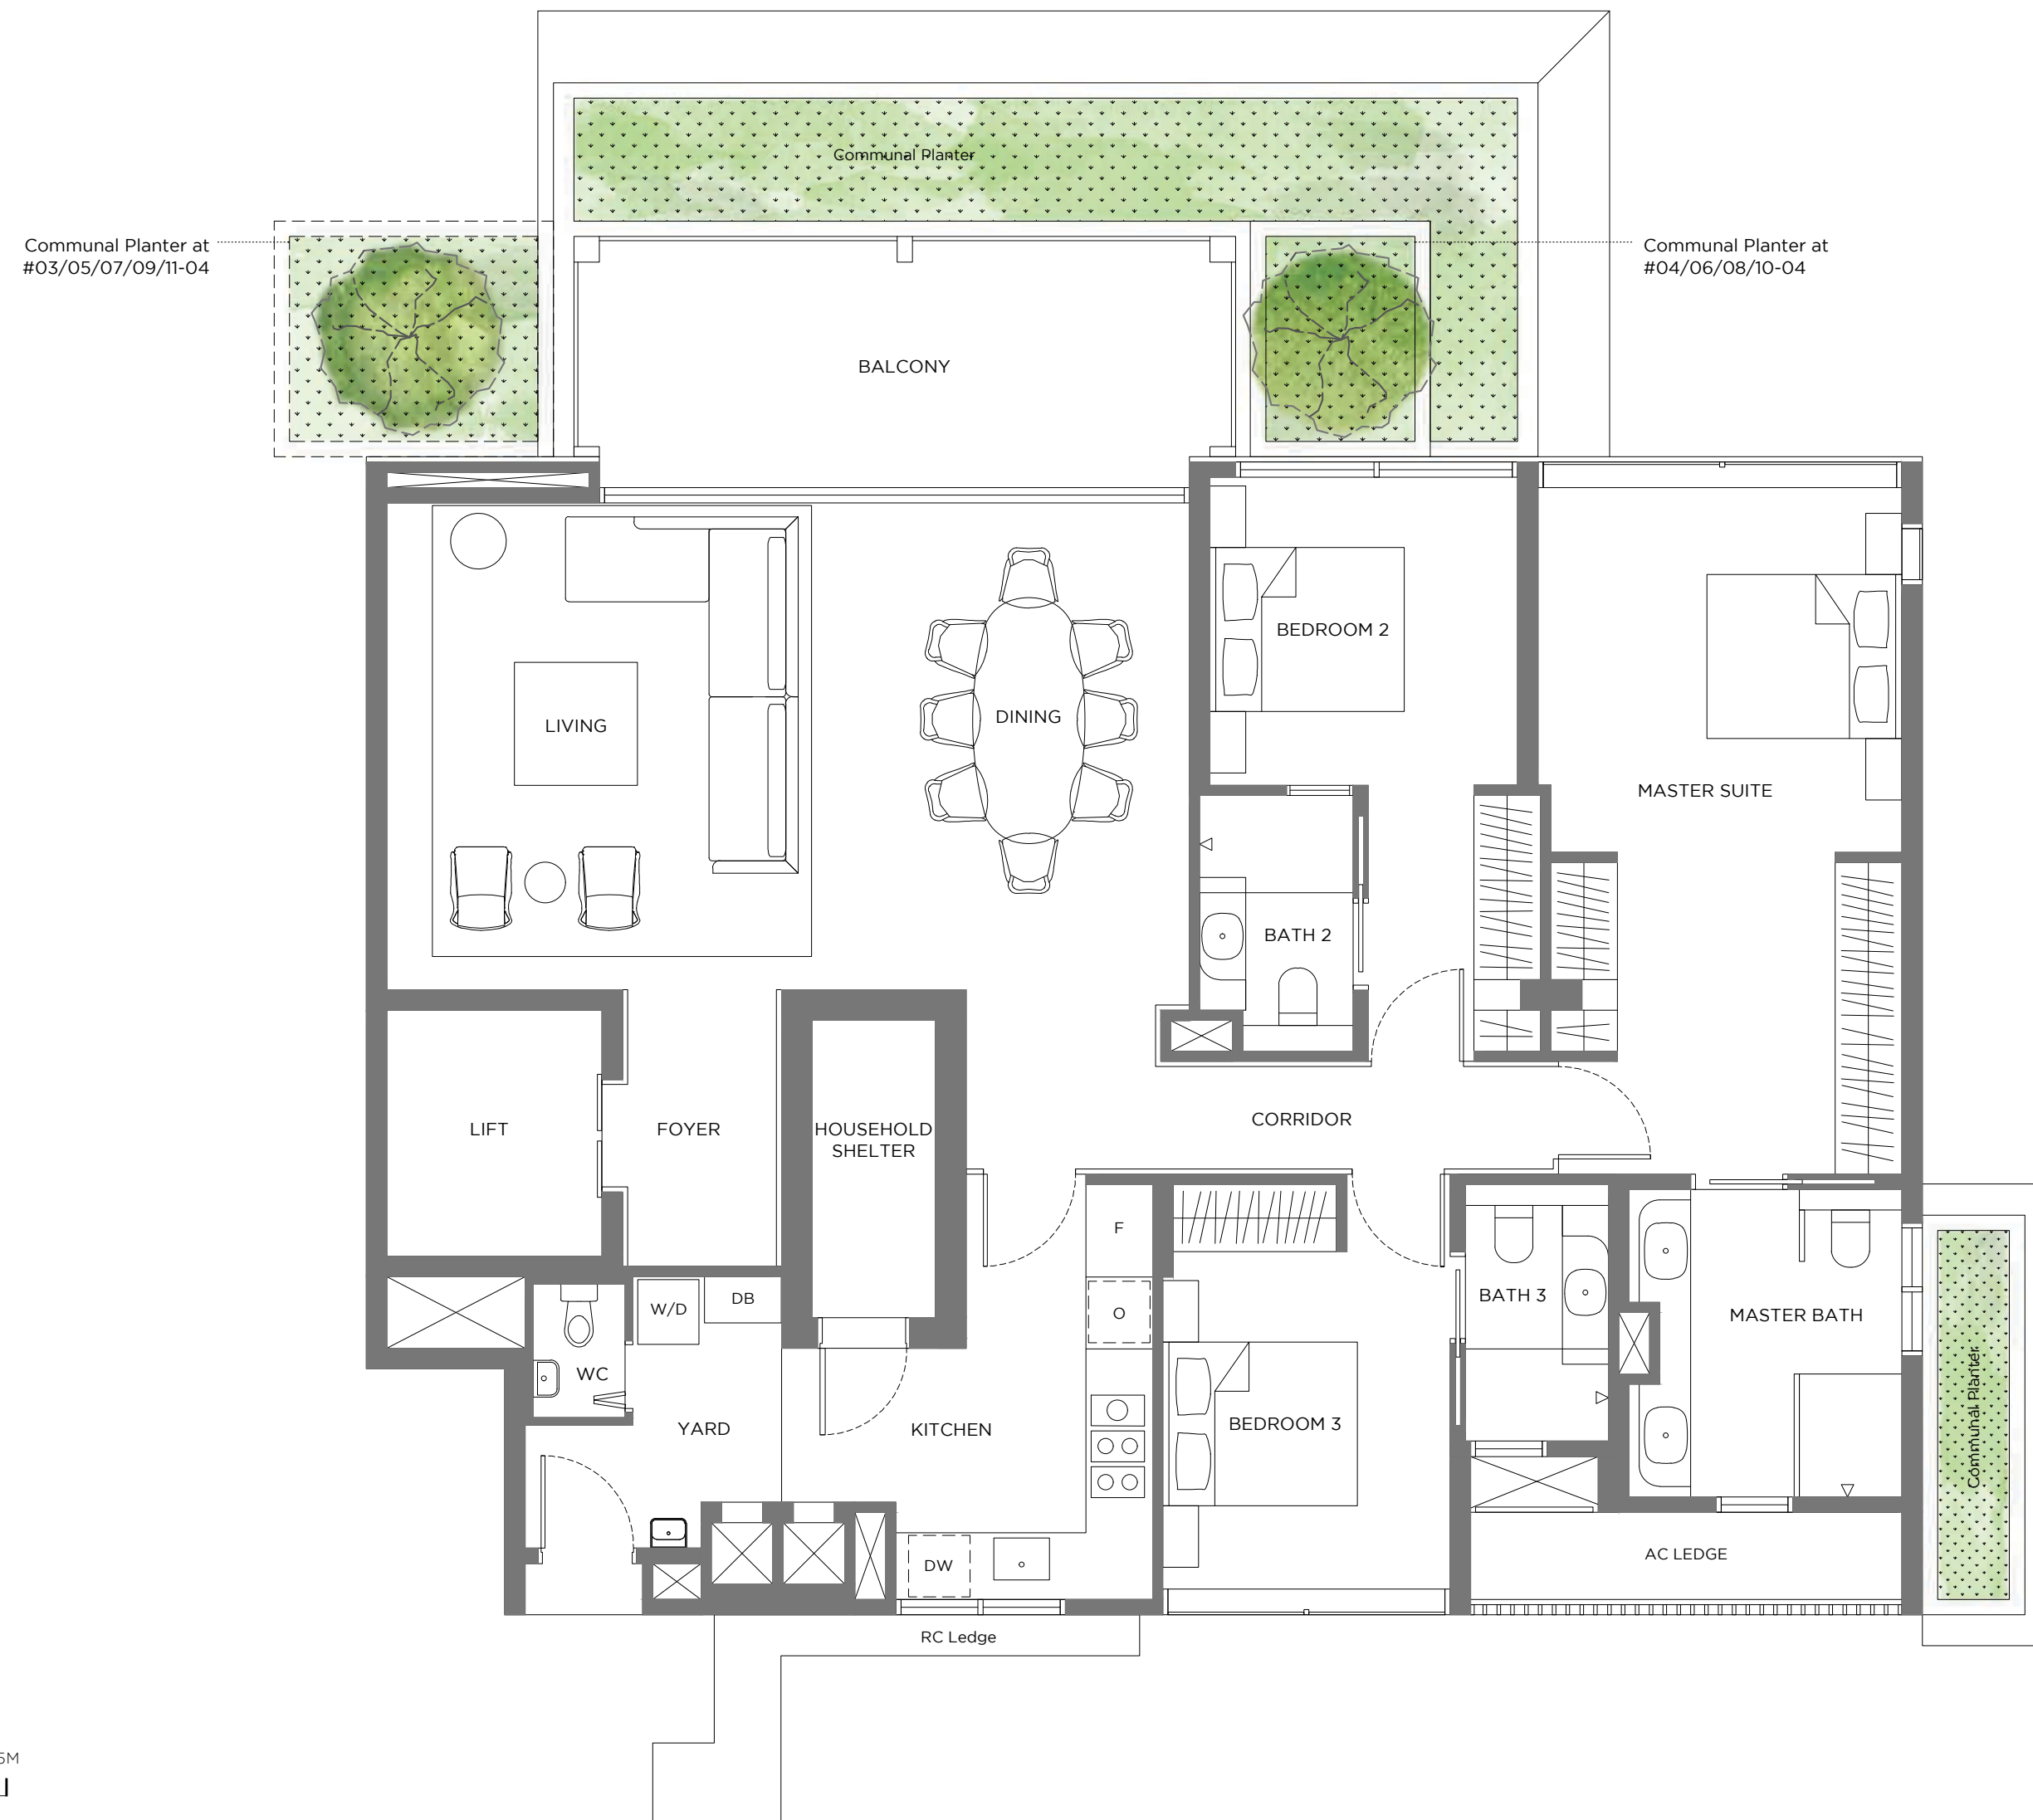 Communal Planter
Communal Planter at
#03/05/07/09/11-04
Communal Planter at
#04/06/08/10-04
BALCONY
BEDROOM 2
LIVING
DINING
MASTER SUITE
BATH 2
CORRIDOR
LIFT
FOYER
HOUSEHOLD
SHELTER
F
BATH 3
W/D
DB
O
MASTER BATH
WC
Communal Planter
YARD
KITCHEN
BEDROOM 3
DW
AC LEDGE
RC Ledge
5M